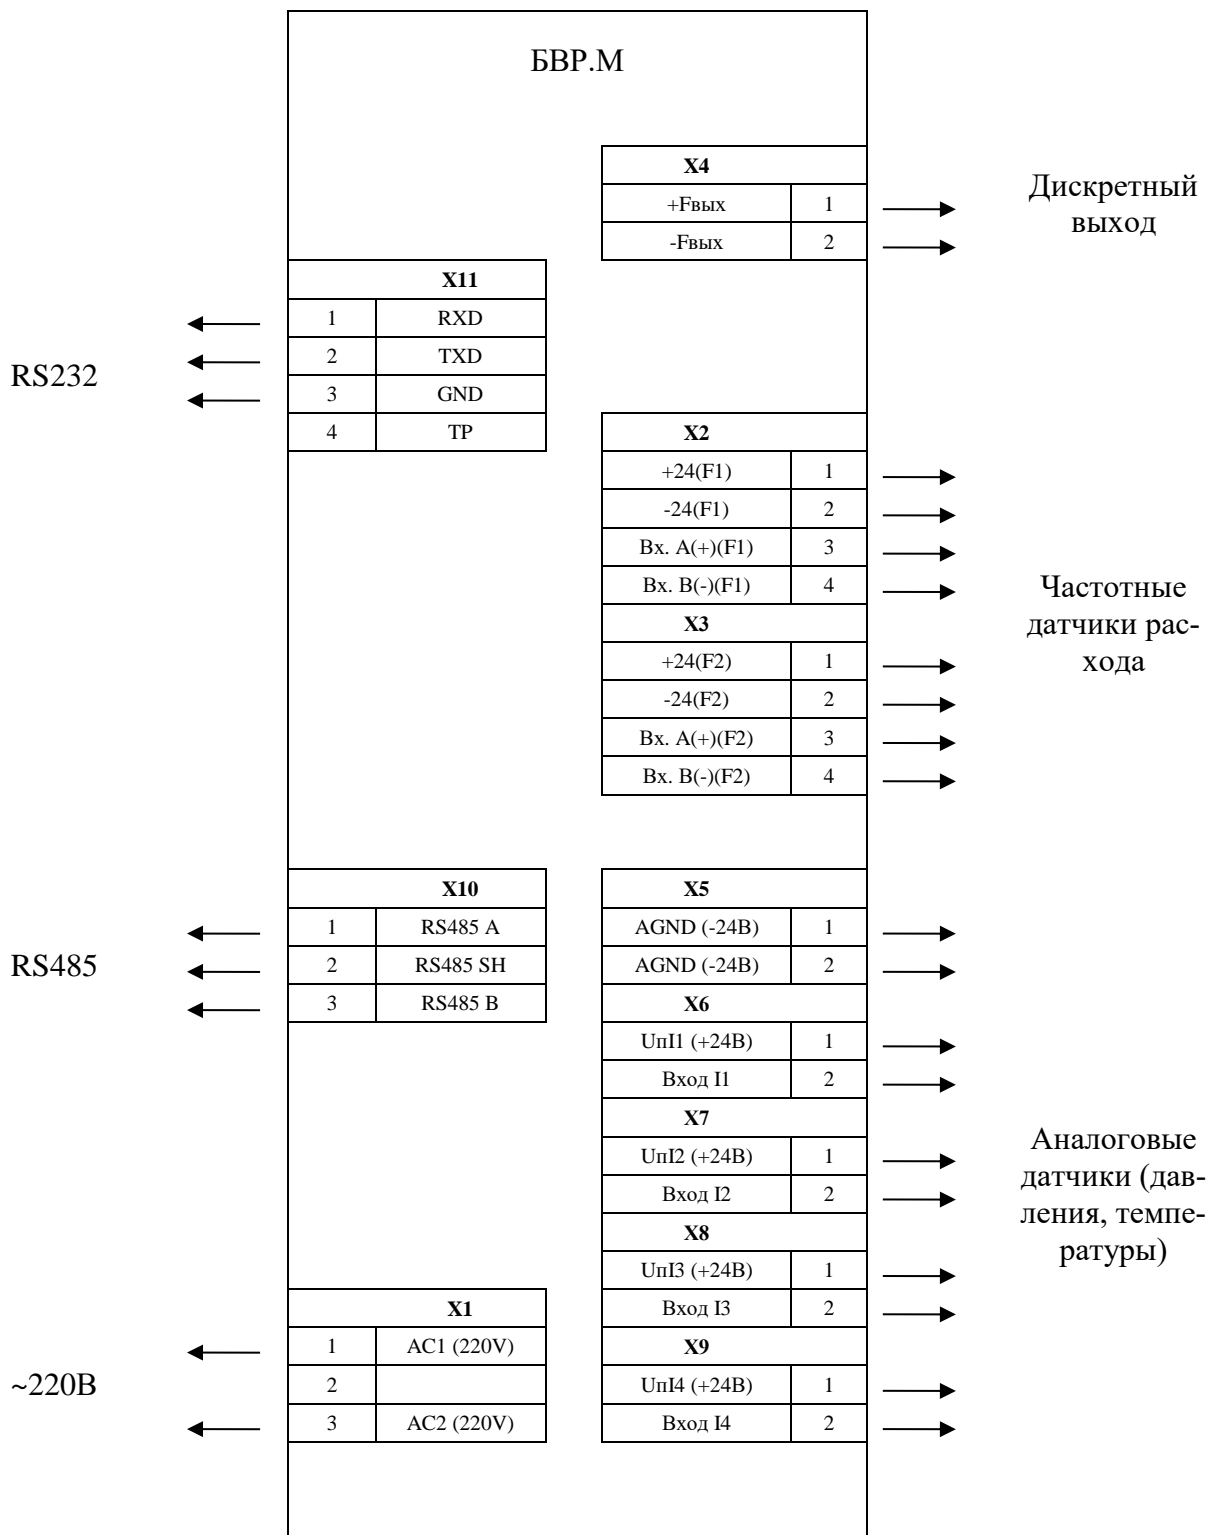 БВР.М
X4
+Fвых 1
-Fвых 2
Дискретный
выход
X11
1 RXD
2 TXD
3 GND
4 TP
RS232
X2
+24(F1) 1
-24(F1) 2
Вх. A(+)(F1) 3
Вх. B(-)(F1) 4
X3
+24(F2) 1
-24(F2) 2
Вх. A(+)(F2) 3
Вх. B(-)(F2) 4
Частотные
датчики рас-
хода
X10
1 RS485 A
2 RS485 SH
3 RS485 B
RS485
X5
AGND (-24В) 1
AGND (-24В) 2
X6
UпI1 (+24В) 1
Вход I1 2
X7
UпI2 (+24В) 1
Вход I2 2
X8
UпI3 (+24В) 1
Вход I3 2
X9
UпI4 (+24В) 1
Вход I4 2
Аналоговые
датчики (дав-
ления, темпе-
ратуры)
X1
1 AC1 (220V)
2
3 AC2 (220V)
~220В